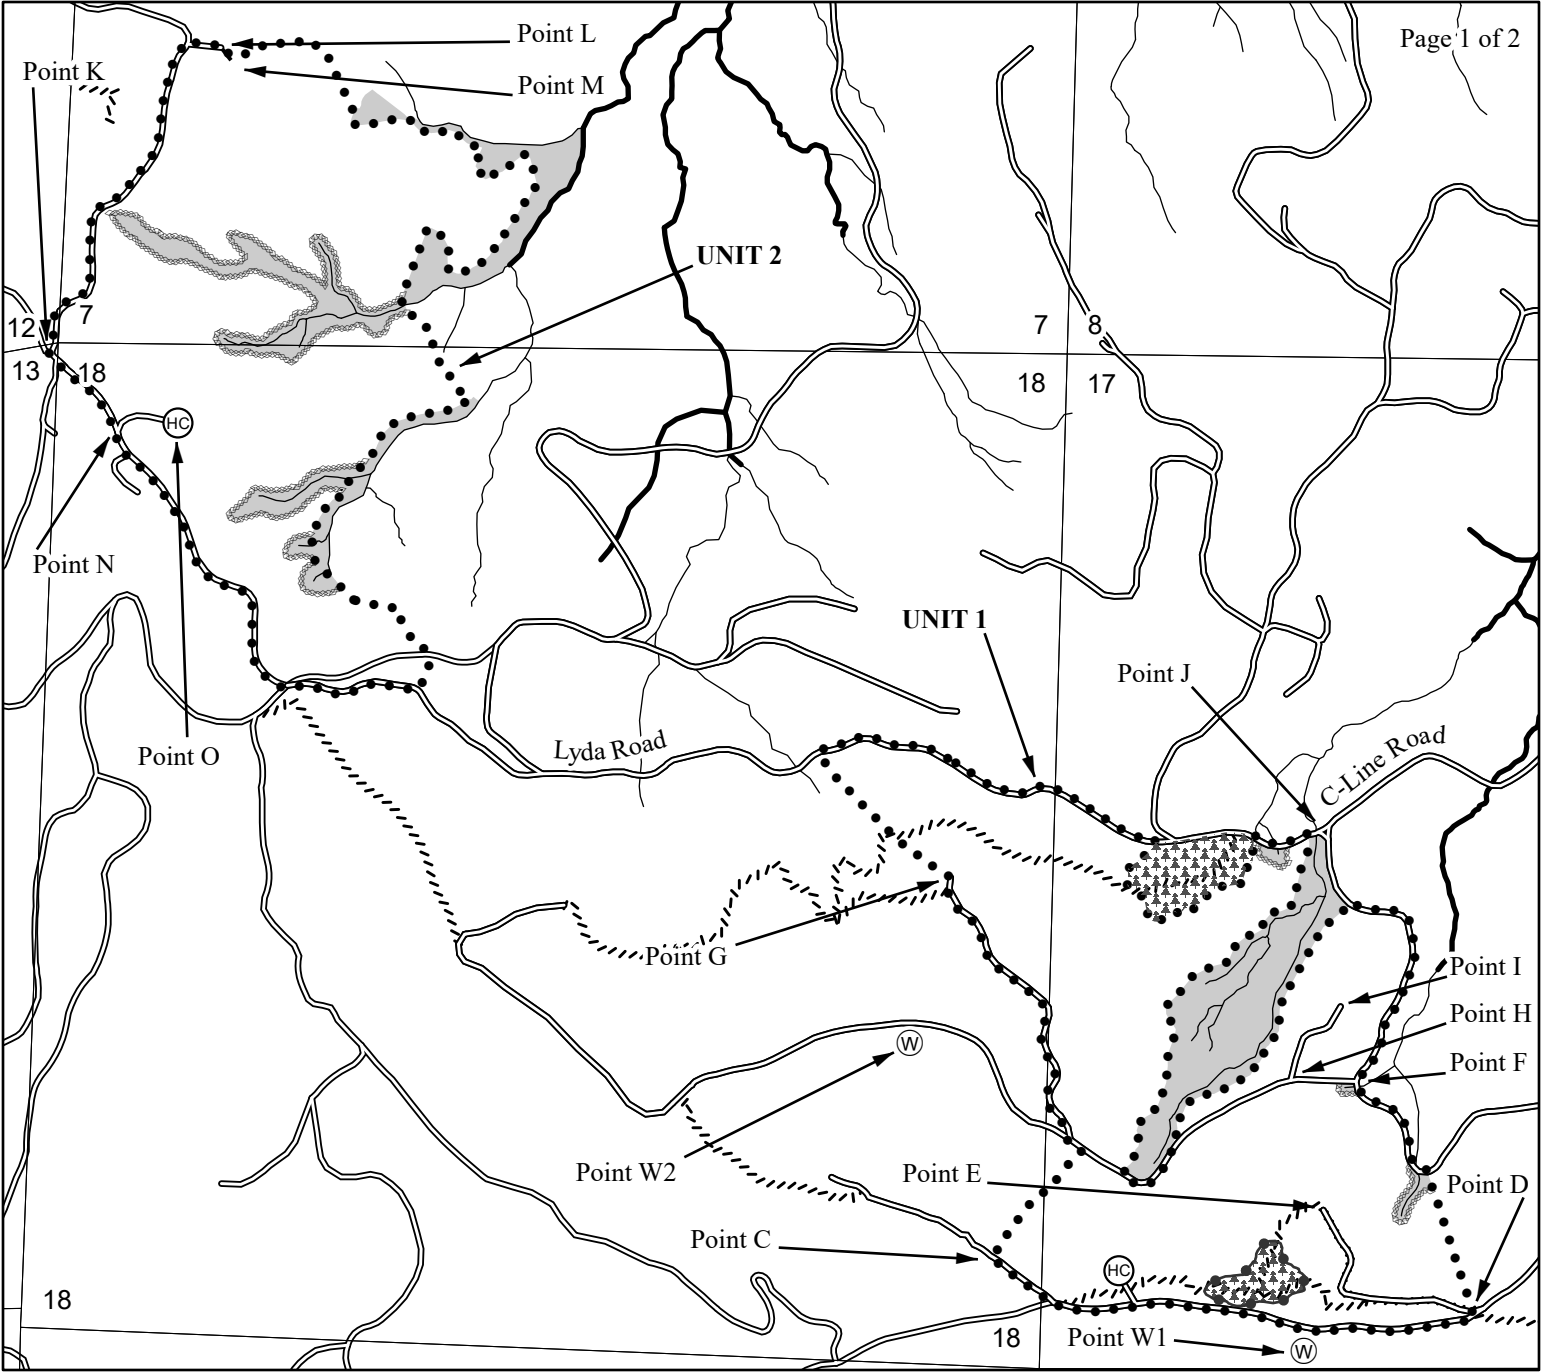 Point L
Page 1 of 2
Point K
Point M
UNIT 2
12
7
7
8
13
18
18
17
HC
Point N
UNIT 1
Point J
Lyda Road
C-Line Road
Point O
Point G
Point I
Point H
W
Point F
Point W2
Point E
Point D
Point C
HC
18
18
Point W1
W